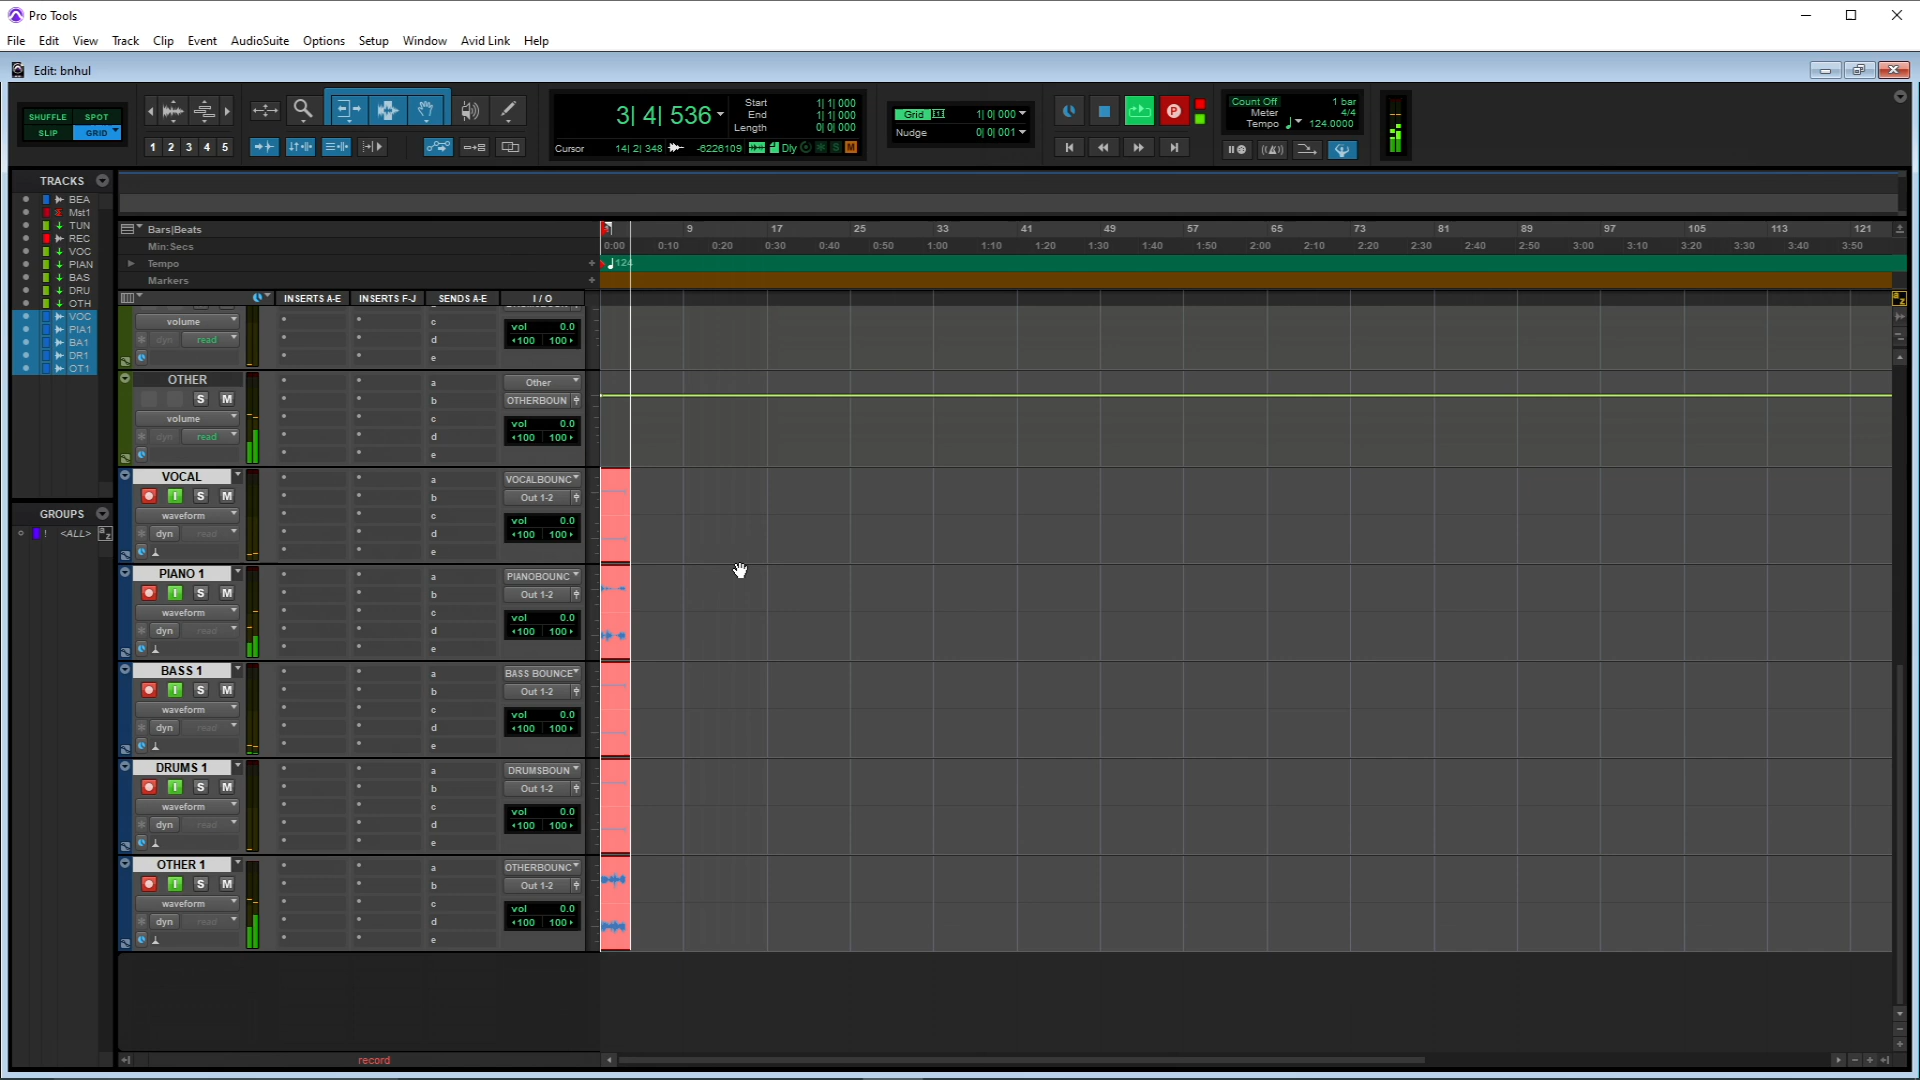 Pro Tools
File Edit View Track Clip Event AudioSuite Options Setup Window Avid Link Help
Edit: bnhul
SHUFFLE SPOT
SLIP GRID
1 2 3 4 5
3| 4| 536
Start 1| 1| 000
End 1| 1| 000
Length 0| 0| 000
Cursor 14| 2| 348 -6226109 Dly S M
Grid 1| 0| 000
Nudge 0| 0| 001
P
Count Off 1 bar
Meter 4/4
Tempo 124.0000
TRACKS
BEA
Mst1
TUN
REC
VOC
PIAN
BAS
DRU
OTH
VOC
PIA1
BA1
DR1
OT1
GROUPS
! <ALL> a z
Bars|Beats 1 9 17 25 33 41 49 57 65 73 81 89 97 105 113 121
Min:Secs 0:00 0:10 0:20 0:30 0:40 0:50 1:00 1:10 1:20 1:30 1:40 1:50 2:00 2:10 2:20 2:30 2:40 2:50 3:00 3:10 3:20 3:30 3:40 3:50
Tempo 124
Markers
INSERTS A-E INSERTS F-J SENDS A-E I / O
volume c vol 0.0
dyn read d 100 100
e
OTHER a Other
S M b OTHERBOUN
volume c vol 0.0
dyn read d 100 100
e
VOCAL a VOCALBOUNC
I S M b Out 1-2
waveform c vol 0.0
dyn read d 100 100
e
PIANO 1 a PIANOBOUNC
I S M b Out 1-2
waveform c vol 0.0
dyn read d 100 100
e
BASS 1 a BASS BOUNCE
I S M b Out 1-2
waveform c vol 0.0
dyn read d 100 100
e
DRUMS 1 a DRUMSBOUN
I S M b Out 1-2
waveform c vol 0.0
dyn read d 100 100
e
OTHER 1 a OTHERBOUNC
I S M b Out 1-2
waveform c vol 0.0
dyn read d 100 100
e
record